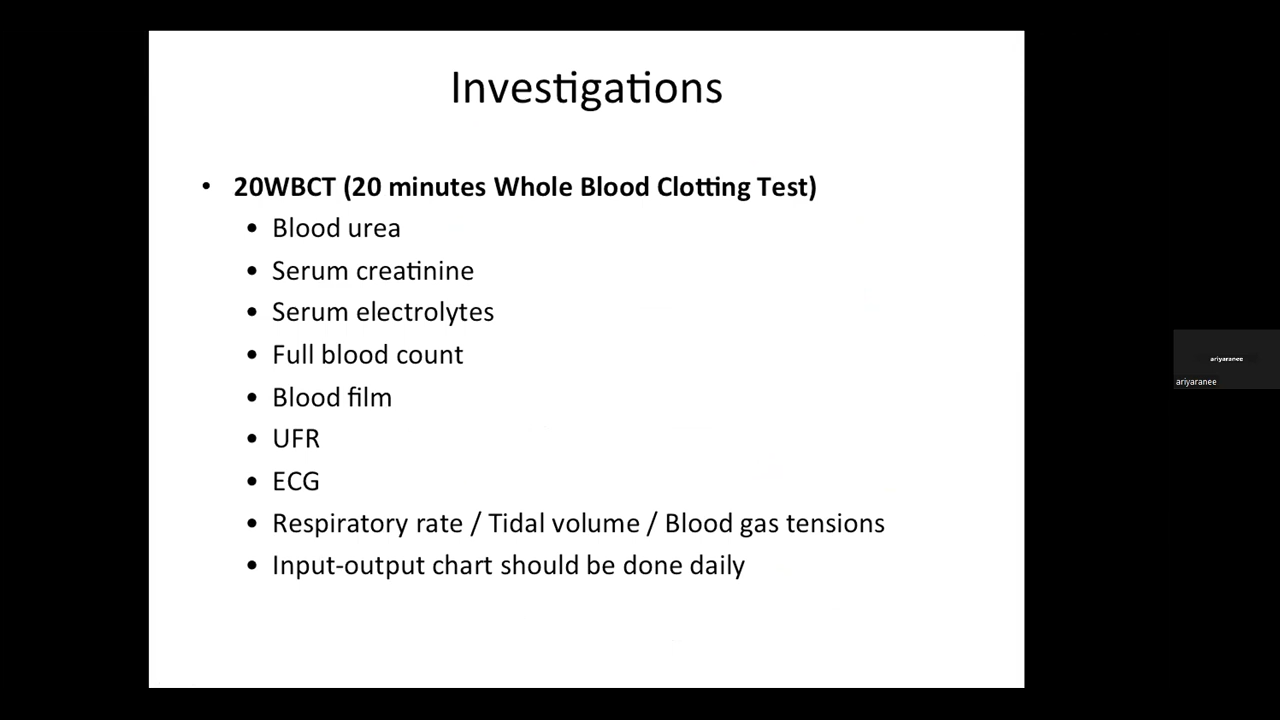 Investigations
• 20WBCT (20 minutes Whole Blood Clotting Test)
• Blood urea
• Serum creatinine
• Serum electrolytes
• Full blood count
• Blood film
• UFR
• ECG
• Respiratory rate / Tidal volume / Blood gas tensions
• Input-output chart should be done daily
ariyaranee
ariyaranee